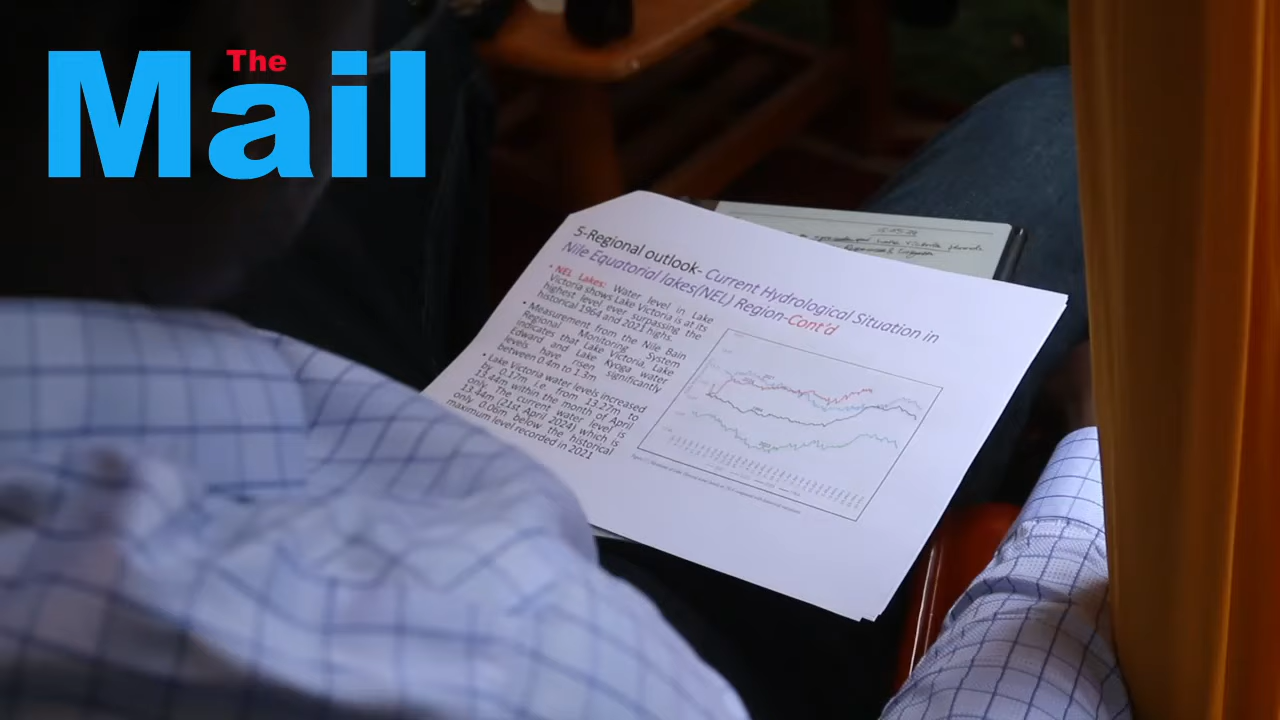 The
Mail
5-Regional outlook- Current Hydrological Situation in
Nile Equatorial lakes(NEL) Region-Cont'd
• NEL Lakes: Water level in Lake
Victoria shows Lake Victoria is at its
highest level ever surpassing the
historical 1964 and 2021 highs.
• Measurement from the Nile Bain
Regional Monitoring System
indicates that Lake Victoria, Lake
Edward and Lake Kyoga water
levels have risen significantly
between 0.4m to 1.3m
• Lake Victoria water levels increased
by 0.17m i.e. from 13.27m to
13.44m within the month of April
only. The current water level is
13.44m (21st April 2024) which is
only 0.06m below the historical
maximum level recorded in 2021